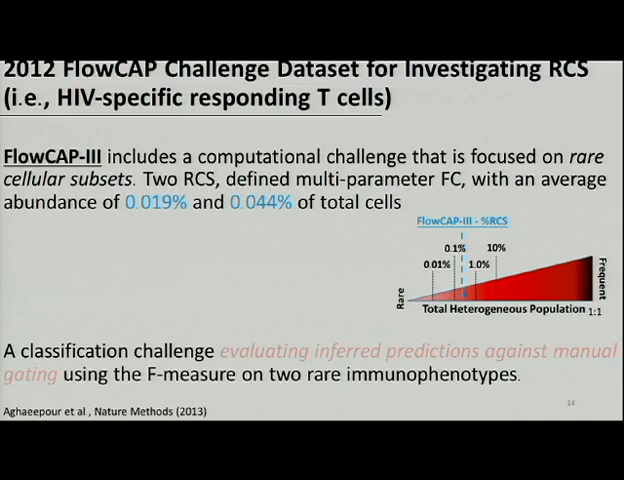 2012 FlowCAP Challenge Dataset for Investigating RCS
(i.e., HIV-specific responding T cells)
FlowCAP-III includes a computational challenge that is focused on rare
cellular subsets. Two RCS, defined multi-parameter FC, with an average
abundance of 0.019% and 0.044% of total cells
FlowCAP-III - %RCS
0.1% 10%
0.01% 1.0%
Rare
Frequent
Total Heterogeneous Population 1:1
A classification challenge evaluating inferred predictions against manual
gating using the F-measure on two rare immunophenotypes.
14
Aghaeepour et al., Nature Methods (2013)